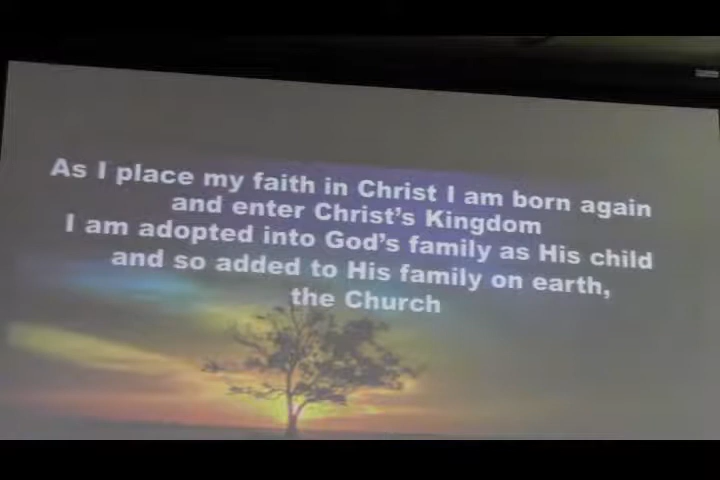 As I place my faith in Christ I am born again
and enter Christ's Kingdom
I am adopted into God's family as His child
and so added to His family on earth,
the Church